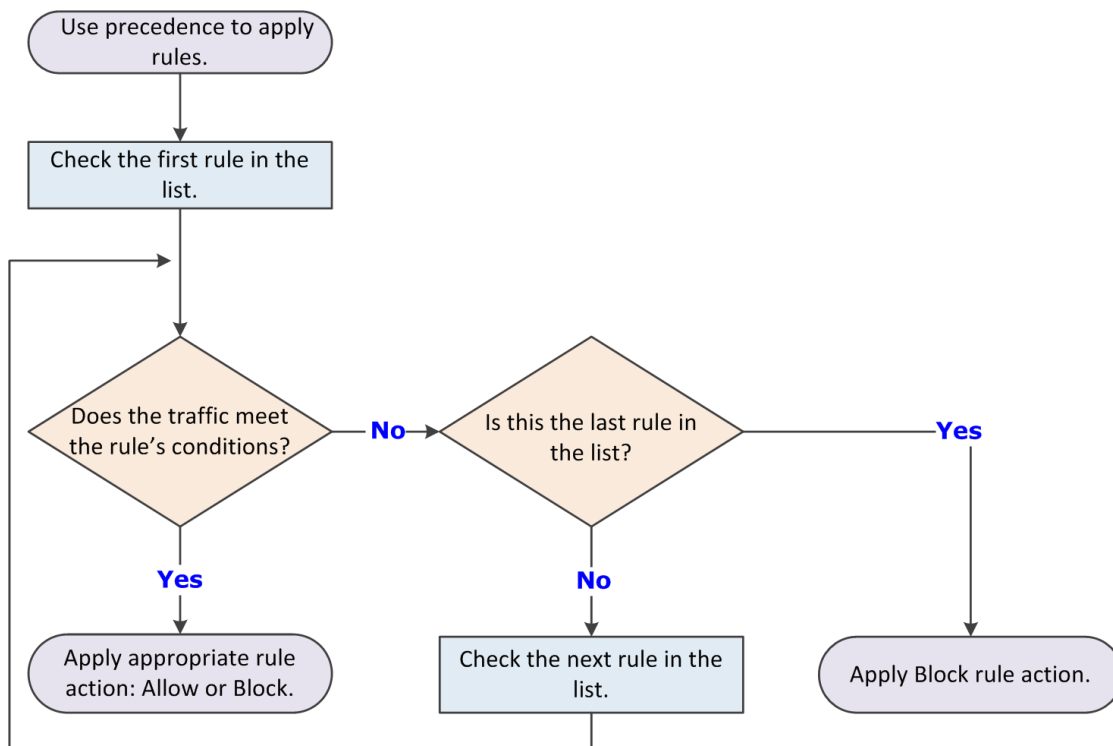 Use precedence to apply
rules.
Check the first rule in the
list.
Does the traffic meet
the rule’s conditions?
No
Is this the last rule in
the list?
Yes
Yes
No
Apply appropriate rule
action: Allow or Block.
Check the next rule in the
list.
Apply Block rule action.